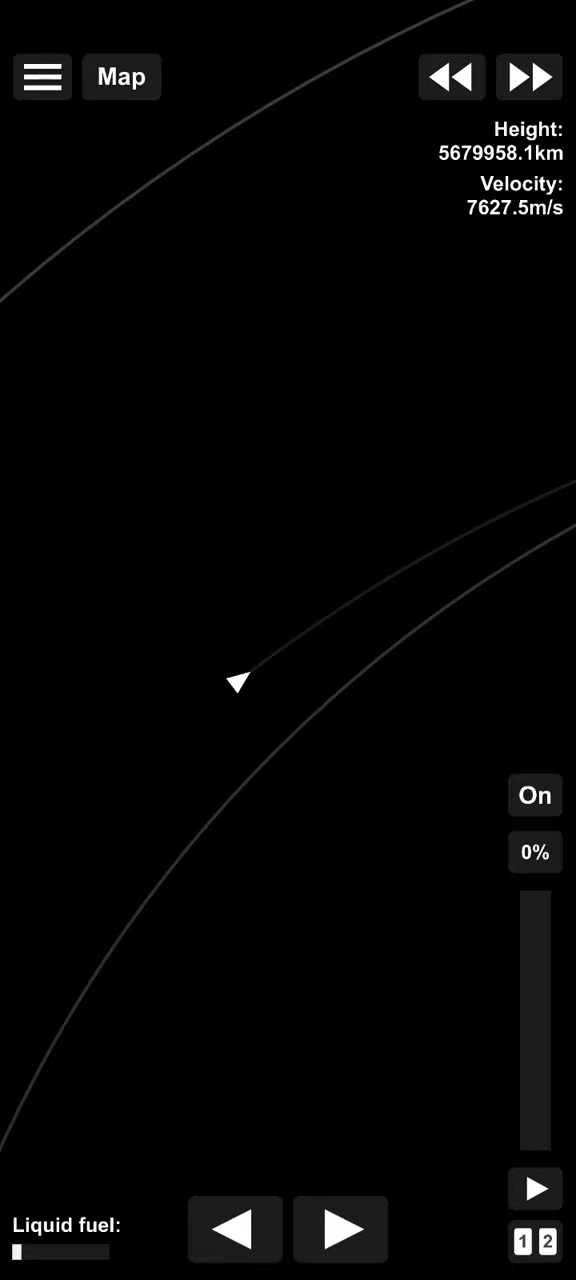 Map
Height:
5679958.1km
Velocity:
7627.5m/s
On
0%
Liquid fuel:
1 2